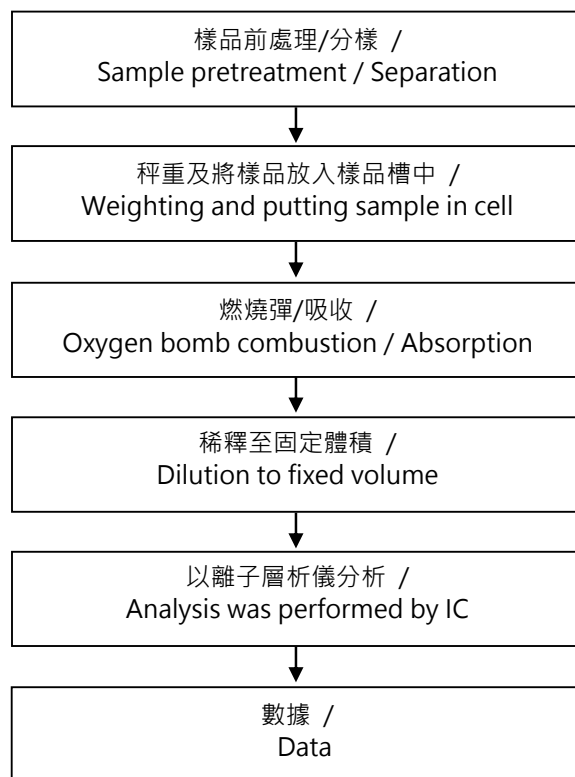 樣品前處理/分樣 /
Sample pretreatment / Separation
秤重及將樣品放入樣品槽中 /
Weighting and putting sample in cell
燃燒彈/吸收 /
Oxygen bomb combustion / Absorption
稀釋至固定體積 /
Dilution to fixed volume
以離子層析儀分析 /
Analysis was performed by IC
數據 /
Data